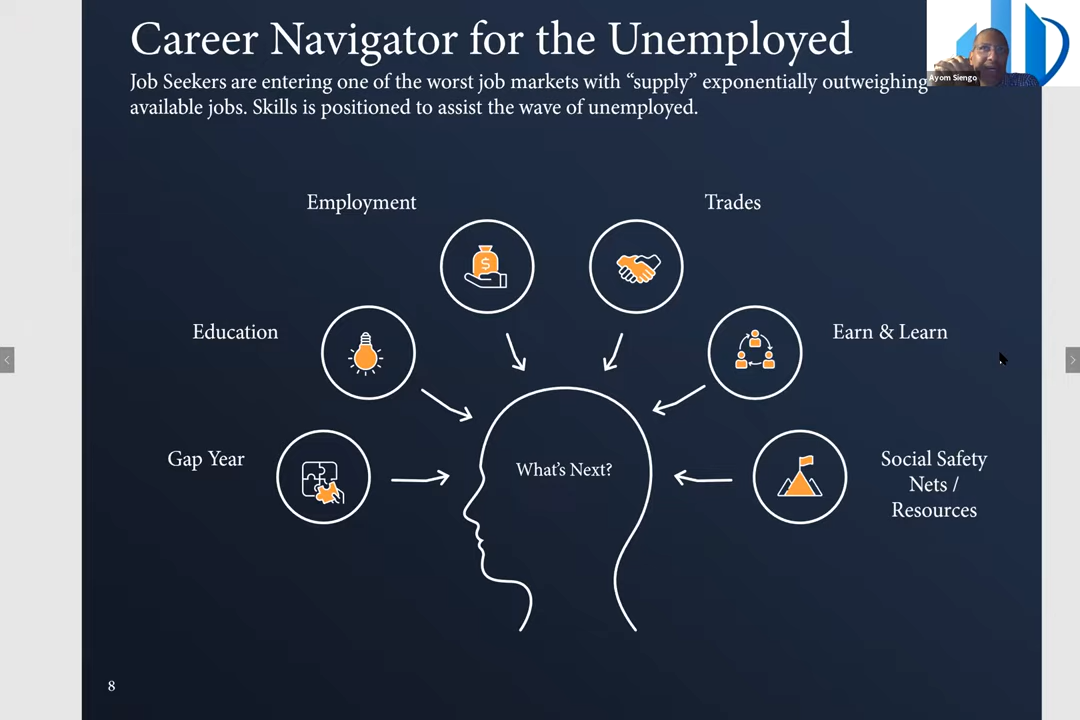 Career Navigator for the Unemployed
Job Seekers are entering one of the worst job markets with “supply” exponentially outweighing
available jobs. Skills is positioned to assist the wave of unemployed.
Ayom Siengo
Employment
Trades
Education
Earn & Learn
Gap Year
What’s Next?
Social Safety
Nets /
Resources
$
8